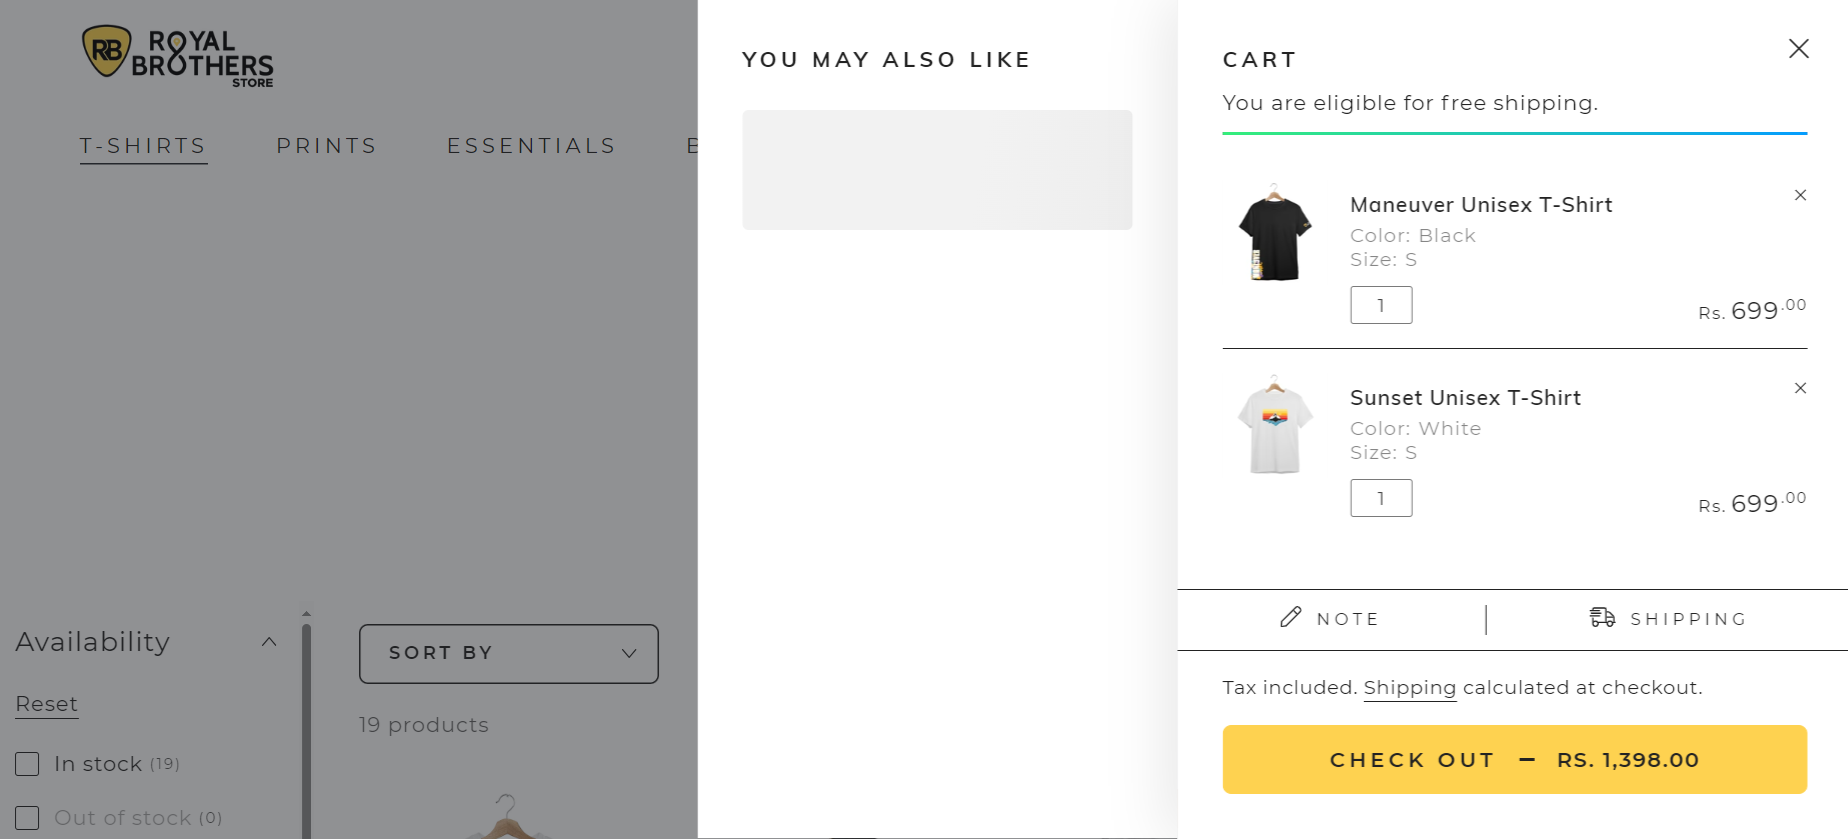 RB ROYAL
BROTHERS
STORE
T-SHIRTS PRINTS ESSENTIALS
Availability
Reset
In stock (19)
Out of stock (0)
SORT BY
19 products
YOU MAY ALSO LIKE
CART
You are eligible for free shipping.
Maneuver Unisex T-Shirt
Color: Black
Size: S
1
Rs. 699.00
Sunset Unisex T-Shirt
Color: White
Size: S
1
Rs. 699.00
NOTE | SHIPPING
Tax included. Shipping calculated at checkout.
CHECK OUT – RS. 1,398.00